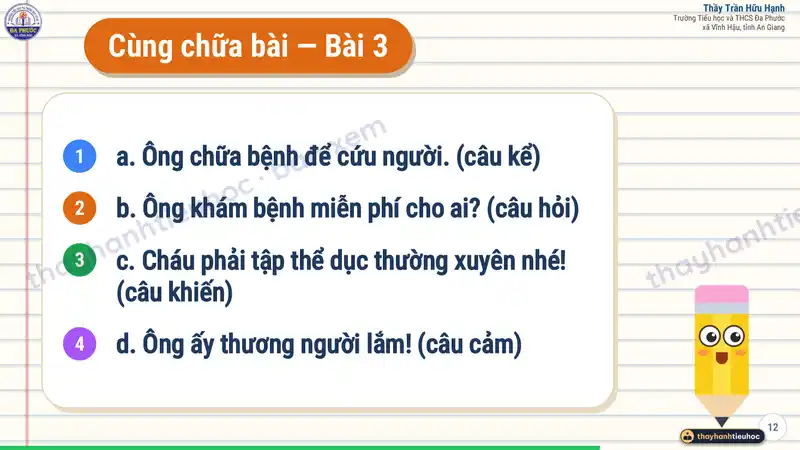 Thầy Trần Hữu Hạnh
Trường Tiểu học và THCS Đa Phước
xã Vĩnh Hậu, tỉnh An Giang
ĐA PHƯỚC
Cùng chữa bài — Bài 3
1 a. Ông chữa bệnh để cứu người. (câu kể)
2 b. Ông khám bệnh miễn phí cho ai? (câu hỏi)
3 c. Cháu phải tập thể dục thường xuyên nhé!
(câu khiến)
4 d. Ông ấy thương người lắm! (câu cảm)
12
thayhanhtieuhoc